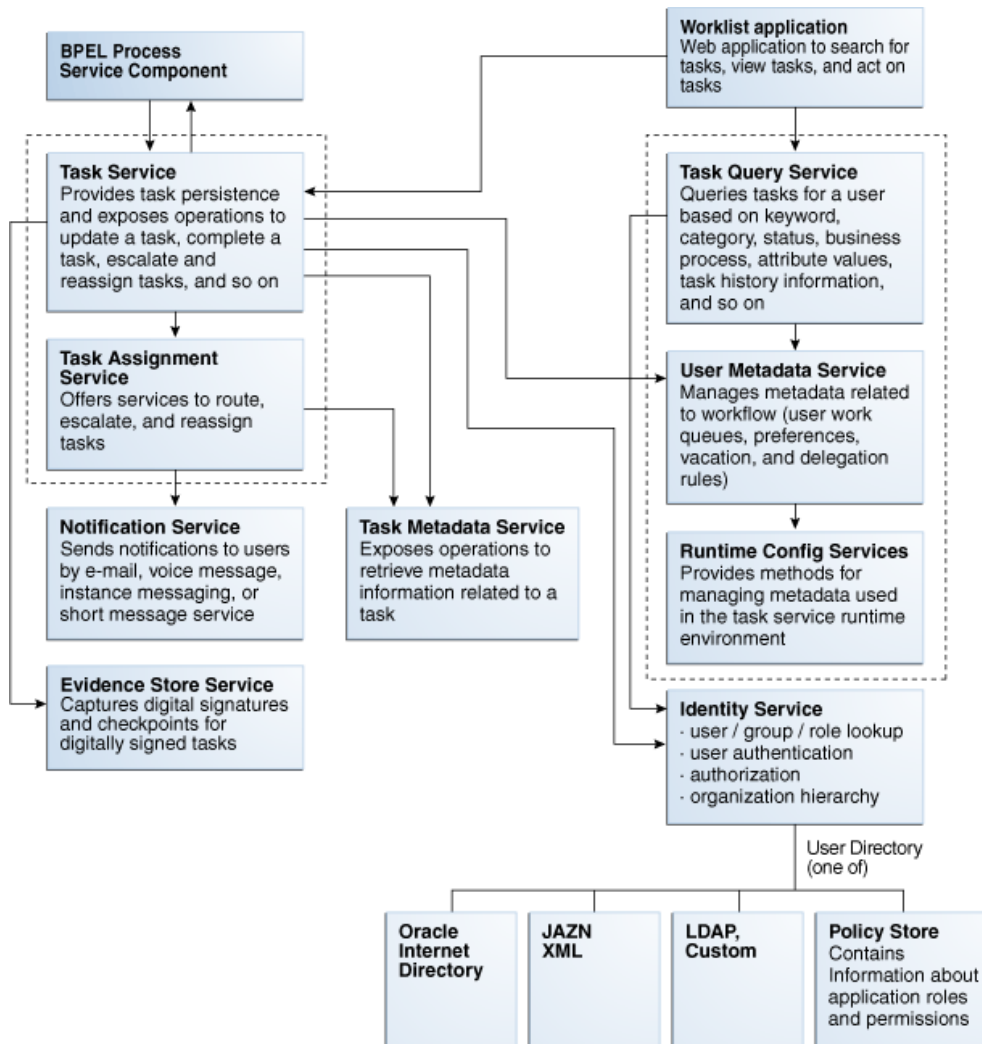 BPEL Process
Service Component
Worklist application
Web application to search for
tasks, view tasks, and act on
tasks
Task Service
Provides task persistence
and exposes operations to
update a task, complete a
task, escalate and
reassign tasks, and so on
Task Query Service
Queries tasks for a user
based on keyword,
category, status, business
process, attribute values,
task history information,
and so on
Task Assignment
Service
Offers services to route,
escalate, and reassign
tasks
User Metadata Service
Manages metadata related
to workflow (user work
queues, preferences,
vacation, and delegation
rules)
Notification Service
Sends notifications to users
by e-mail, voice message,
instance messaging, or
short message service
Task Metadata Service
Exposes operations to
retrieve metadata
information related to a
task
Runtime Config Services
Provides methods for
managing metadata used
in the task service runtime
environment
Evidence Store Service
Captures digital signatures
and checkpoints for
digitally signed tasks
Identity Service
· user / group / role lookup
· user authentication
· authorization
· organization hierarchy
User Directory
(one of)
Oracle
Internet
Directory
JAZN
XML
LDAP,
Custom
Policy Store
Contains
Information about
application roles
and permissions